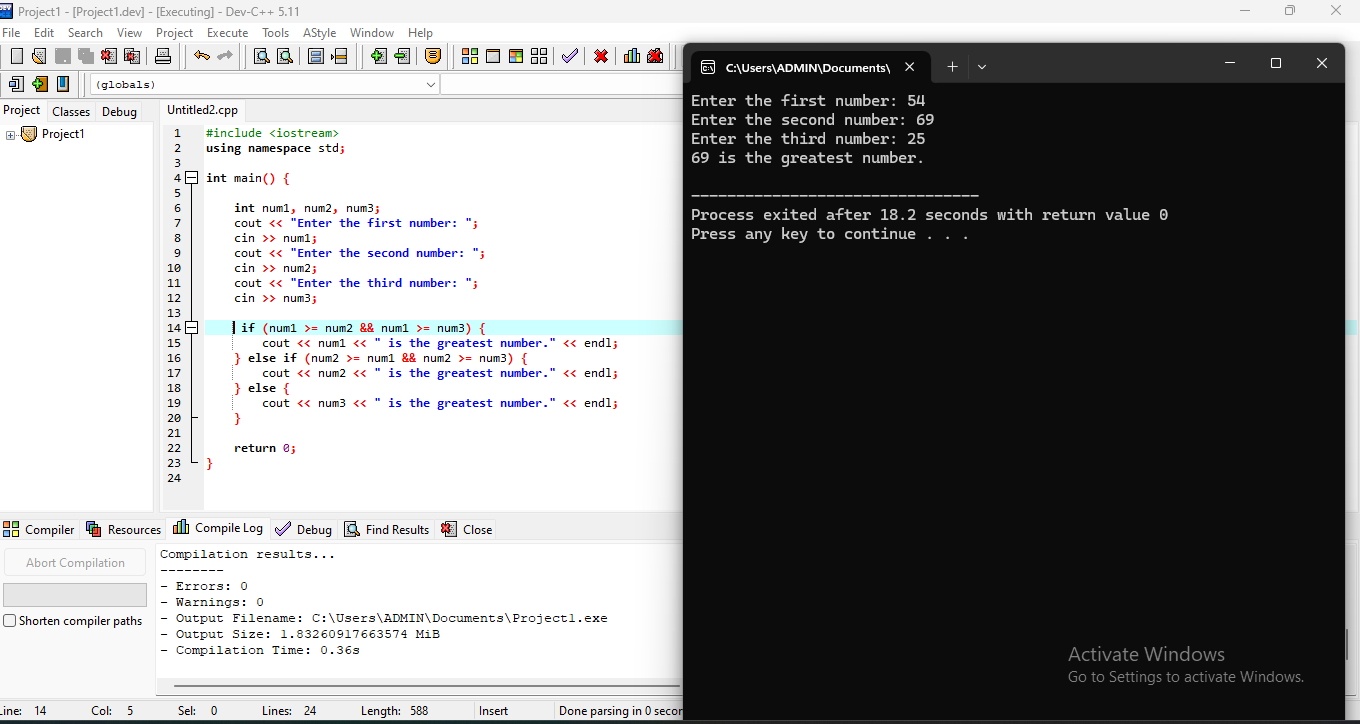 Project1 - [Project1.dev] - [Executing] - Dev-C++ 5.11
File Edit Search View Project Execute Tools AStyle Window Help
(globals)
Project Classes Debug
Project1
Untitled2.cpp
1 #include <iostream>
2 using namespace std;
3
4 int main() {
5
6 int num1, num2, num3;
7 cout << "Enter the first number: ";
8 cin >> num1;
9 cout << "Enter the second number: ";
10 cin >> num2;
11 cout << "Enter the third number: ";
12 cin >> num3;
13
14 if (num1 >= num2 && num1 >= num3) {
15 cout << num1 << " is the greatest number." << endl;
16 } else if (num2 >= num1 && num2 >= num3) {
17 cout << num2 << " is the greatest number." << endl;
18 } else {
19 cout << num3 << " is the greatest number." << endl;
20 }
21
22 return 0;
23 }
24
C:\Users\ADMIN\Documents\
Enter the first number: 54
Enter the second number: 69
Enter the third number: 25
69 is the greatest number.
--------------------------------
Process exited after 18.2 seconds with return value 0
Press any key to continue . . .
Compiler Resources Compile Log Debug Find Results Close
Abort Compilation
Shorten compiler paths
Compilation results...
--------
- Errors: 0
- Warnings: 0
- Output Filename: C:\Users\ADMIN\Documents\Project1.exe
- Output Size: 1.83260917663574 MiB
- Compilation Time: 0.36s
Activate Windows
Go to Settings to activate Windows.
Line: 14 Col: 5 Sel: 0 Lines: 24 Length: 588 Insert Done parsing in 0 secor